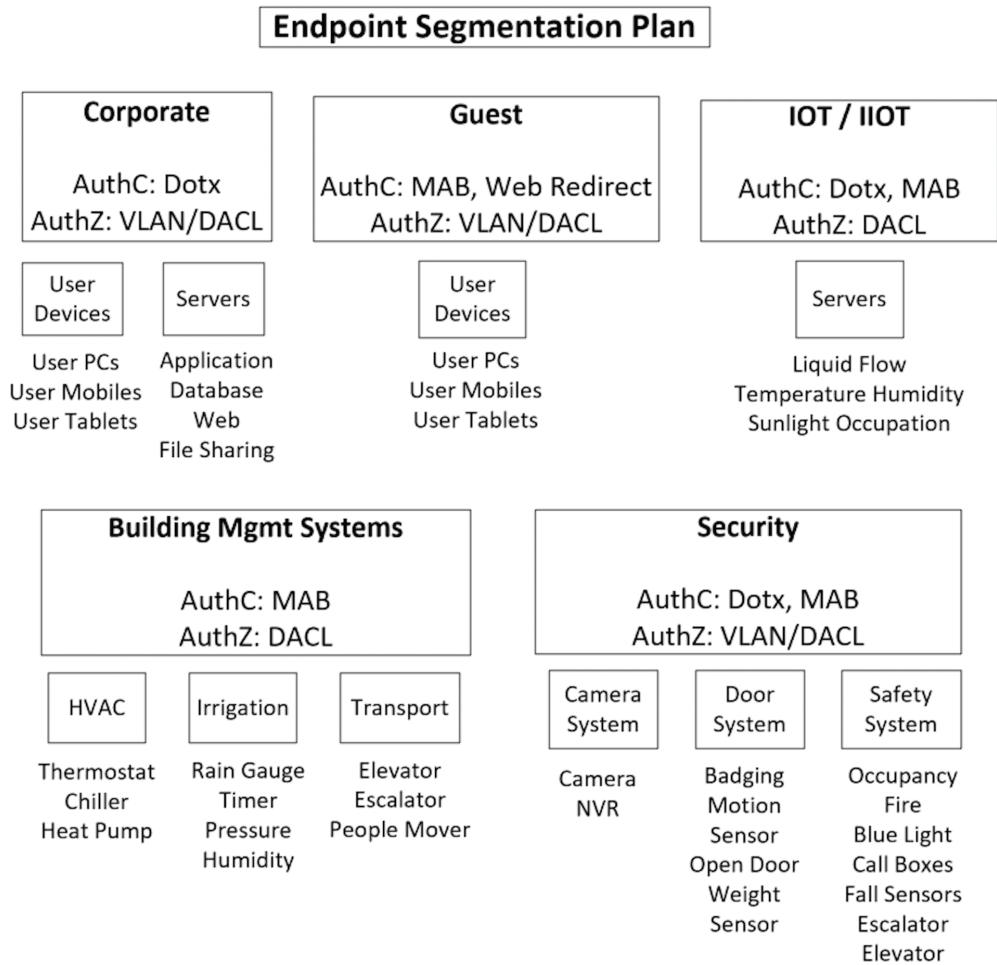 Endpoint Segmentation Plan
Corporate
AuthC: Dotx
AuthZ: VLAN/DACL
User
Devices
User PCs
User Mobiles
User Tablets
Servers
Application
Database
Web
File Sharing
Guest
AuthC: MAB, Web Redirect
AuthZ: VLAN/DACL
User
Devices
User PCs
User Mobiles
User Tablets
IOT / IIOT
AuthC: Dotx, MAB
AuthZ: DACL
Servers
Liquid Flow
Temperature Humidity
Sunlight Occupation
Building Mgmt Systems
AuthC: MAB
AuthZ: DACL
HVAC
Thermostat
Chiller
Heat Pump
Irrigation
Rain Gauge
Timer
Pressure
Humidity
Transport
Elevator
Escalator
People Mover
Security
AuthC: Dotx, MAB
AuthZ: VLAN/DACL
Camera
System
Camera
NVR
Door
System
Badging
Motion
Sensor
Open Door
Weight
Sensor
Safety
System
Occupancy
Fire
Blue Light
Call Boxes
Fall Sensors
Escalator
Elevator